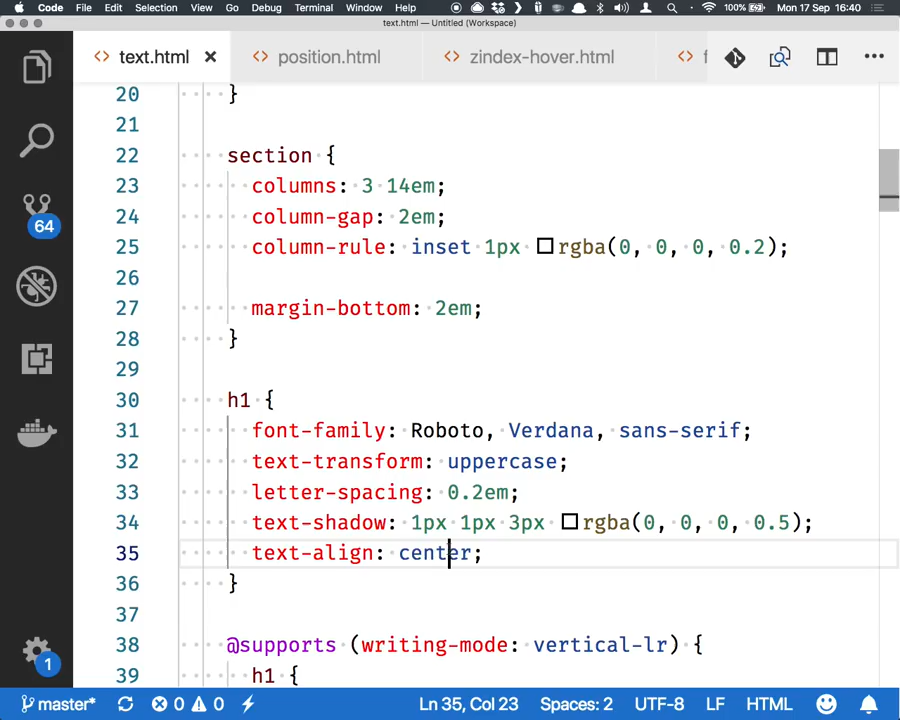 Code File Edit Selection View Go Debug Terminal Window Help 100% Mon 17 Sep 16:40
text.html — Untitled (Workspace)
text.html position.html zindex-hover.html f
20 }
21
22 section {
23 columns: 3 14em;
24 column-gap: 2em;
25 column-rule: inset 1px rgba(0, 0, 0, 0.2);
26
27 margin-bottom: 2em;
28 }
29
30 h1 {
31 font-family: Roboto, Verdana, sans-serif;
32 text-transform: uppercase;
33 letter-spacing: 0.2em;
34 text-shadow: 1px 1px 3px rgba(0, 0, 0, 0.5);
35 text-align: center;
36 }
37
38 @supports (writing-mode: vertical-lr) {
39 h1 {
64
1
master* 0 0 Ln 35, Col 23 Spaces: 2 UTF-8 LF HTML